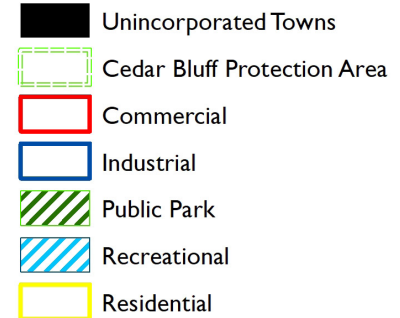 Unincorporated Towns
Cedar Bluff Protection Area
Commercial
Industrial
Public Park
Recreational
Residential